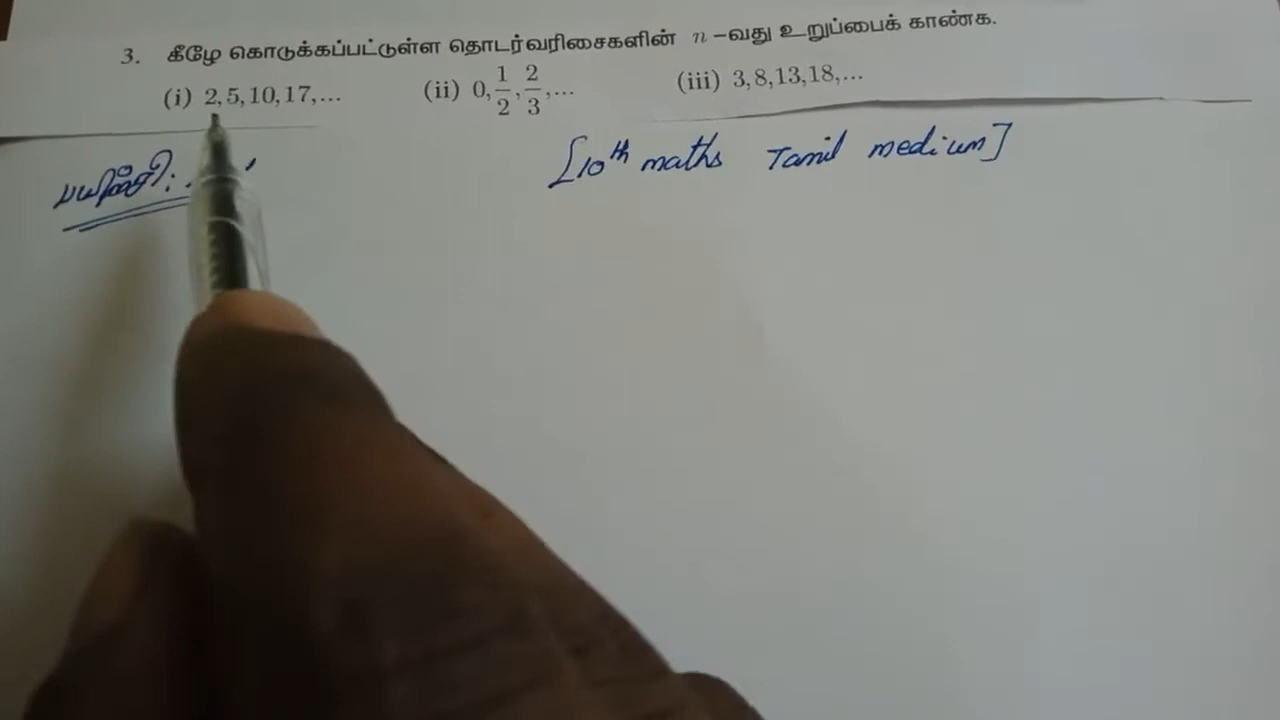 3. கீழே கொடுக்கப்பட்டுள்ள தொடர்வரிசைகளின் n –வது உறுப்பைக் காண்க.
(i) 2, 5, 10, 17,... (ii) 0, 1/2, 2/3,... (iii) 3, 8, 13, 18,...
பயிற்சி:
[10th maths Tamil medium]